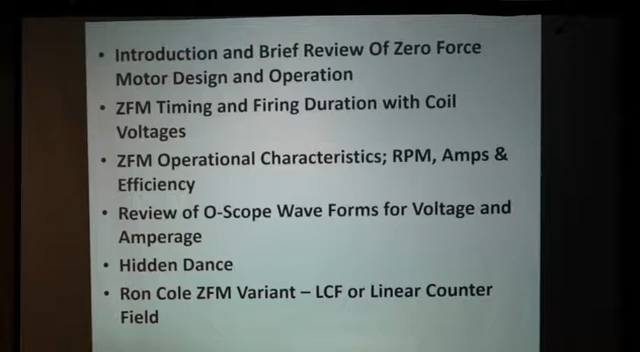 • Introduction and Brief Review Of Zero Force
Motor Design and Operation
• ZFM Timing and Firing Duration with Coil
Voltages
• ZFM Operational Characteristics; RPM, Amps &
Efficiency
• Review of O-Scope Wave Forms for Voltage and
Amperage
• Hidden Dance
• Ron Cole ZFM Variant – LCF or Linear Counter
Field